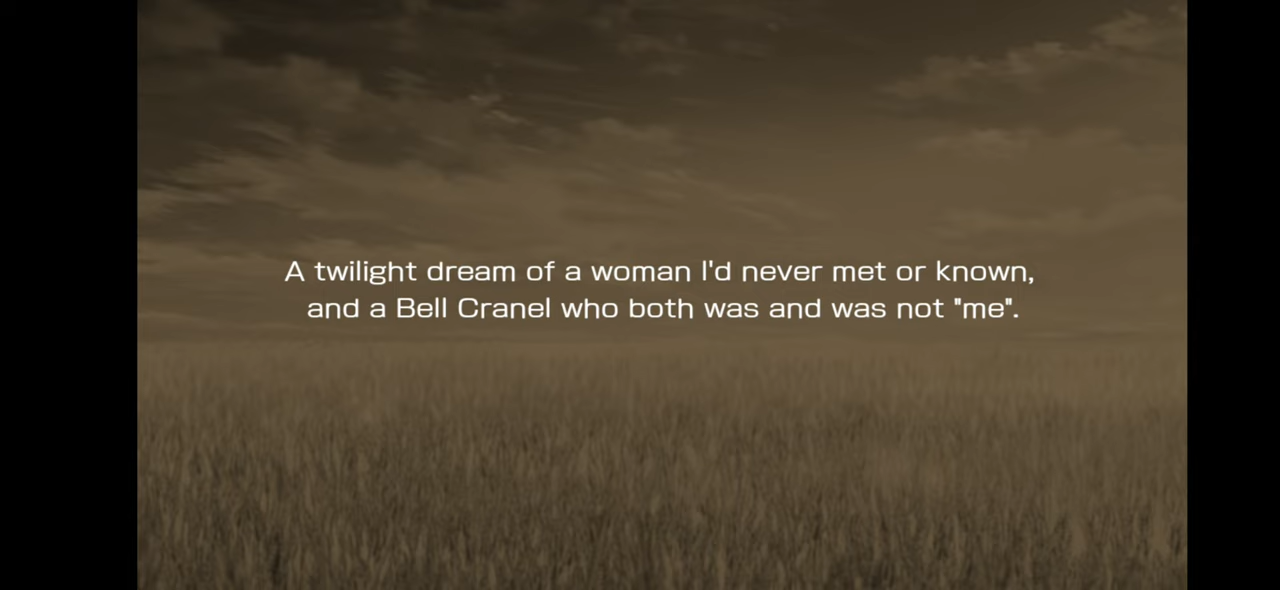 A twilight dream of a woman I'd never met or known,
and a Bell Cranel who both was and was not "me".